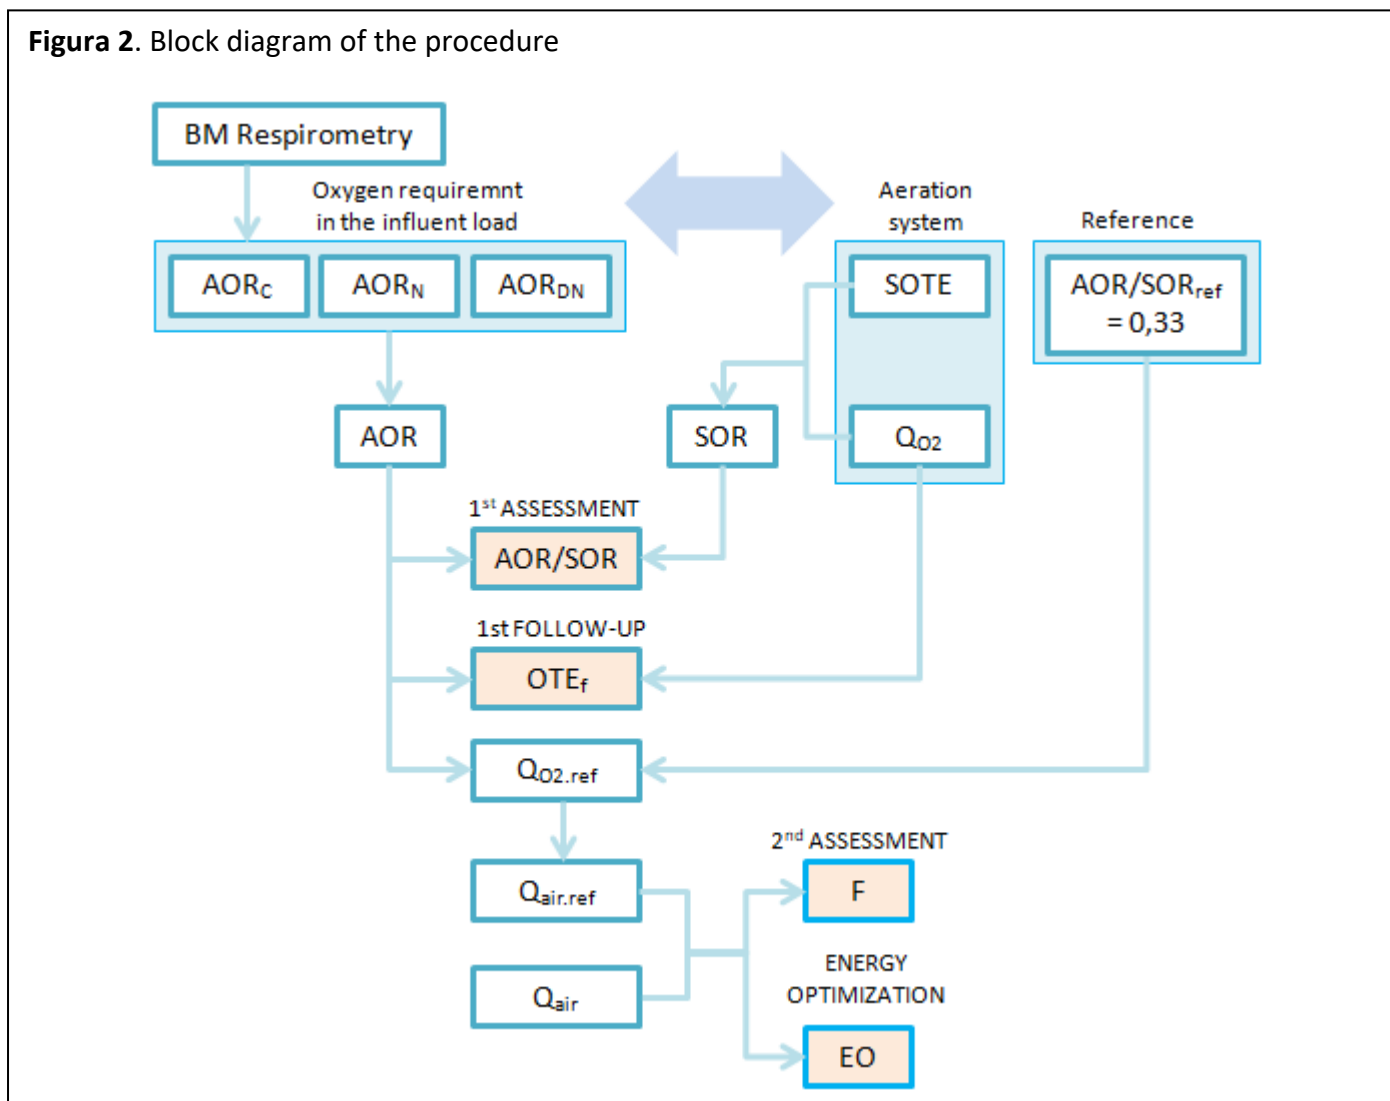 Figura 2. Block diagram of the procedure
BM Respirometry
Oxygen requiremnt
in the influent load
Aeration
system
Reference
AORC
AORN
AORDN
SOTE
AOR/SORref
= 0,33
AOR
SOR
QO2
1st ASSESSMENT
AOR/SOR
1st FOLLOW-UP
OTEf
QO2.ref
2nd ASSESSMENT
Qair.ref
F
ENERGY
OPTIMIZATION
Qair
EO